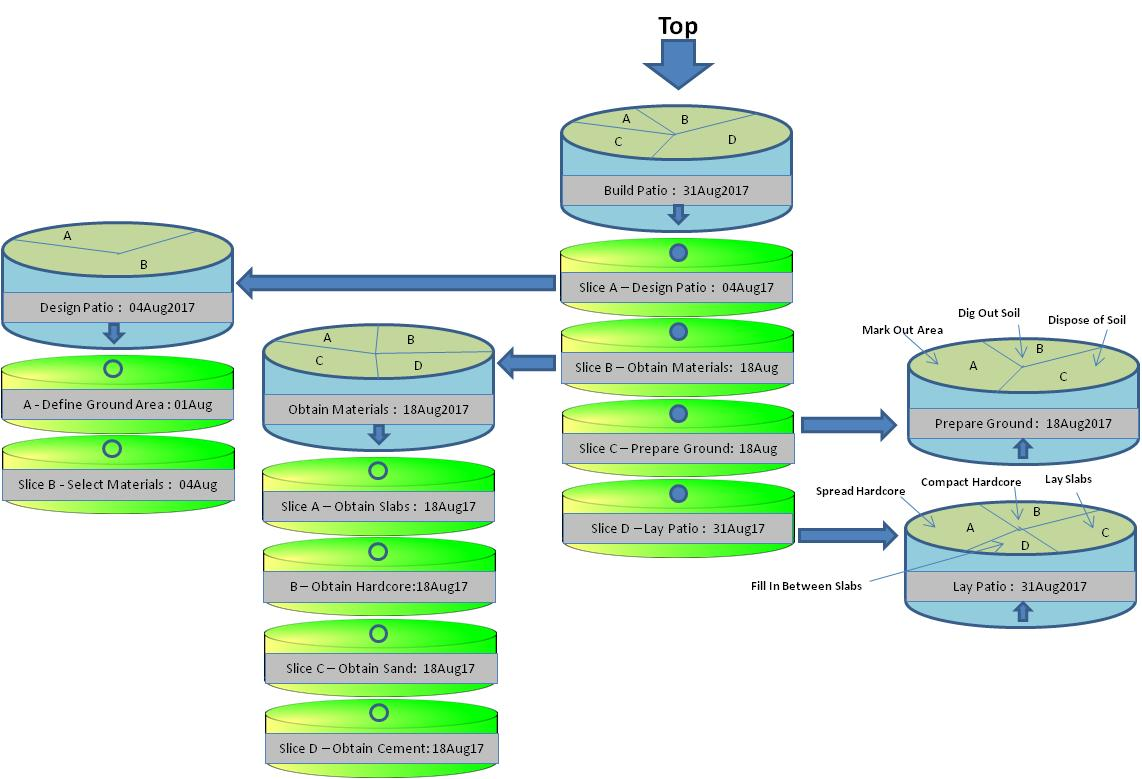 Top
A
B
C
D
Build Patio : 31Aug2017
Slice A – Design Patio : 04Aug17
Slice B – Obtain Materials: 18Aug
Slice C – Prepare Ground: 18Aug
Slice D – Lay Patio : 31Aug17
A
B
Design Patio : 04Aug2017
A - Define Ground Area : 01Aug
Slice B - Select Materials : 04Aug
A
B
C
D
Obtain Materials : 18Aug2017
Slice A – Obtain Slabs : 18Aug17
B – Obtain Hardcore:18Aug17
Slice C – Obtain Sand: 18Aug17
Slice D – Obtain Cement:18Aug17
Mark Out Area
Dig Out Soil
Dispose of Soil
A
B
C
Prepare Ground : 18Aug2017
Spread Hardcore
Compact Hardcore
Lay Slabs
A
B
C
D
Fill In Between Slabs
Lay Patio : 31Aug2017